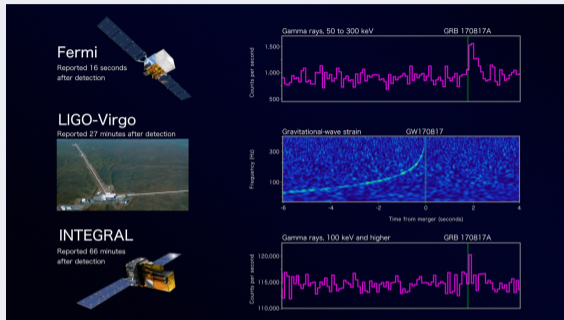 Fermi
Reported 16 seconds
after detection
Gamma rays, 50 to 300 keV
GRB 170817A
Counts per second
1,500
1,000
500
LIGO-Virgo
Reported 27 minutes after detection
Gravitational-wave strain
GW170817
Frequency (Hz)
300
100
-6
-4
-2
0
2
4
Time from merger (seconds)
INTEGRAL
Reported 66 minutes
after detection
Gamma rays, 100 keV and higher
GRB 170817A
Counts per second
120,000
115,000
110,000